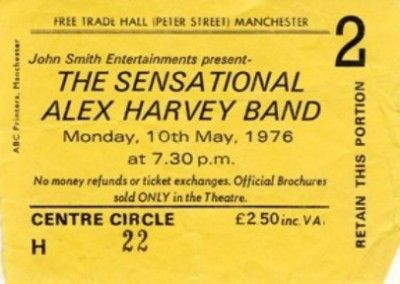 FREE TRADE HALL (PETER STREET) MANCHESTER
John Smith Entertainments present-
THE SENSATIONAL
ALEX HARVEY BAND
Monday, 10th May, 1976
at 7.30 p.m.
No money refunds or ticket exchanges. Official Brochures
sold ONLY in the Theatre.
CENTRE CIRCLE £2.50 inc. VA
H 22
2
RETAIN THIS PORTION
ABC Printers, Manchester